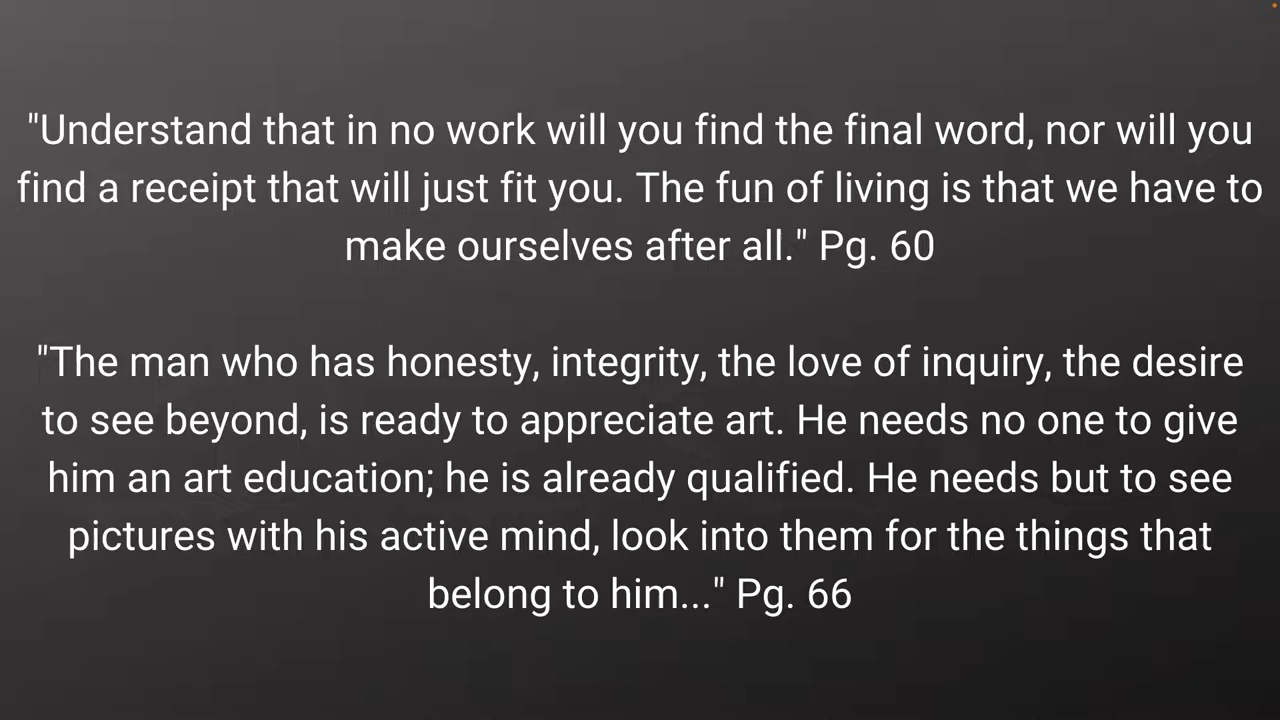 "Understand that in no work will you find the final word, nor will you
find a receipt that will just fit you. The fun of living is that we have to
make ourselves after all." Pg. 60
"The man who has honesty, integrity, the love of inquiry, the desire
to see beyond, is ready to appreciate art. He needs no one to give
him an art education; he is already qualified. He needs but to see
pictures with his active mind, look into them for the things that
belong to him..." Pg. 66